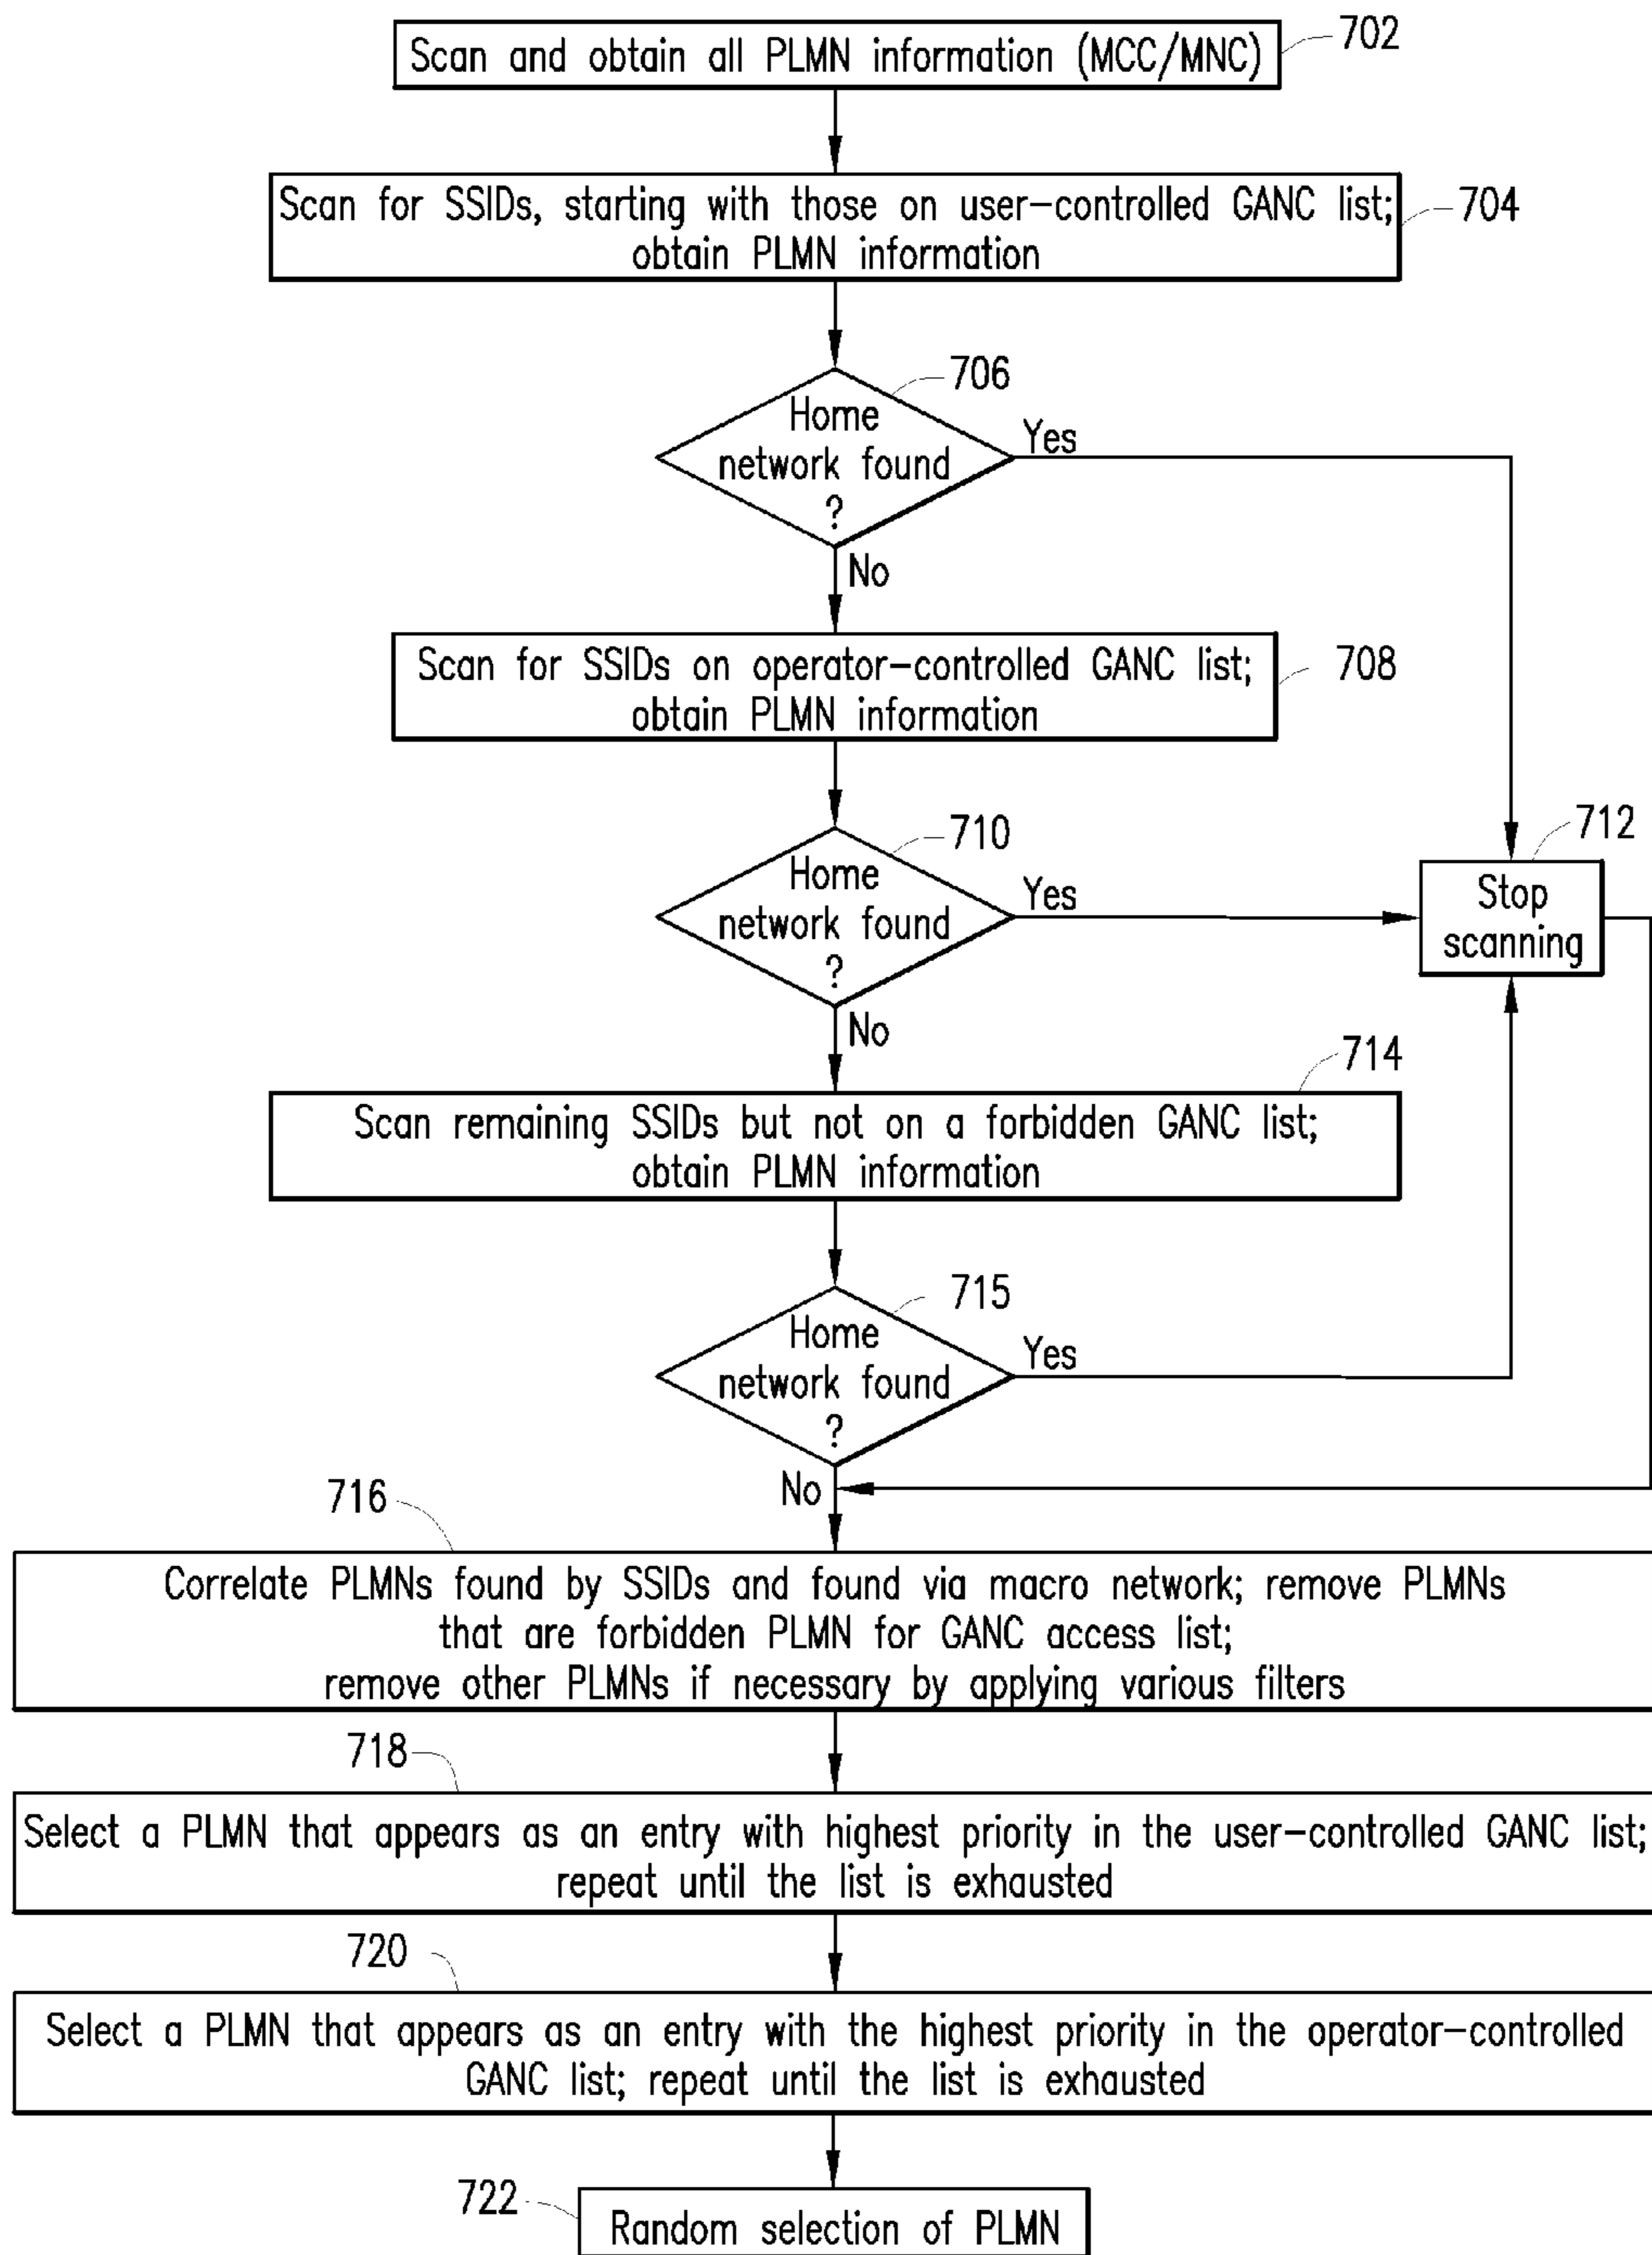 Scan and obtain all PLMN information (MCC/MNC)
702
Scan for SSIDs, starting with those on user-controlled GANC list;
obtain PLMN information
704
706
Home
network found
?
Yes
No
Scan for SSIDs on operator-controlled GANC list;
obtain PLMN information
708
710
Home
network found
?
Yes
No
712
Stop
scanning
714
Scan remaining SSIDs but not on a forbidden GANC list;
obtain PLMN information
715
Home
network found
?
Yes
No
716
Correlate PLMNs found by SSIDs and found via macro network; remove PLMNs
that are forbidden PLMN for GANC access list;
remove other PLMNs if necessary by applying various filters
718
Select a PLMN that appears as an entry with highest priority in the user-controlled GANC list;
repeat until the list is exhausted
720
Select a PLMN that appears as an entry with the highest priority in the operator-controlled
GANC list; repeat until the list is exhausted
722
Random selection of PLMN